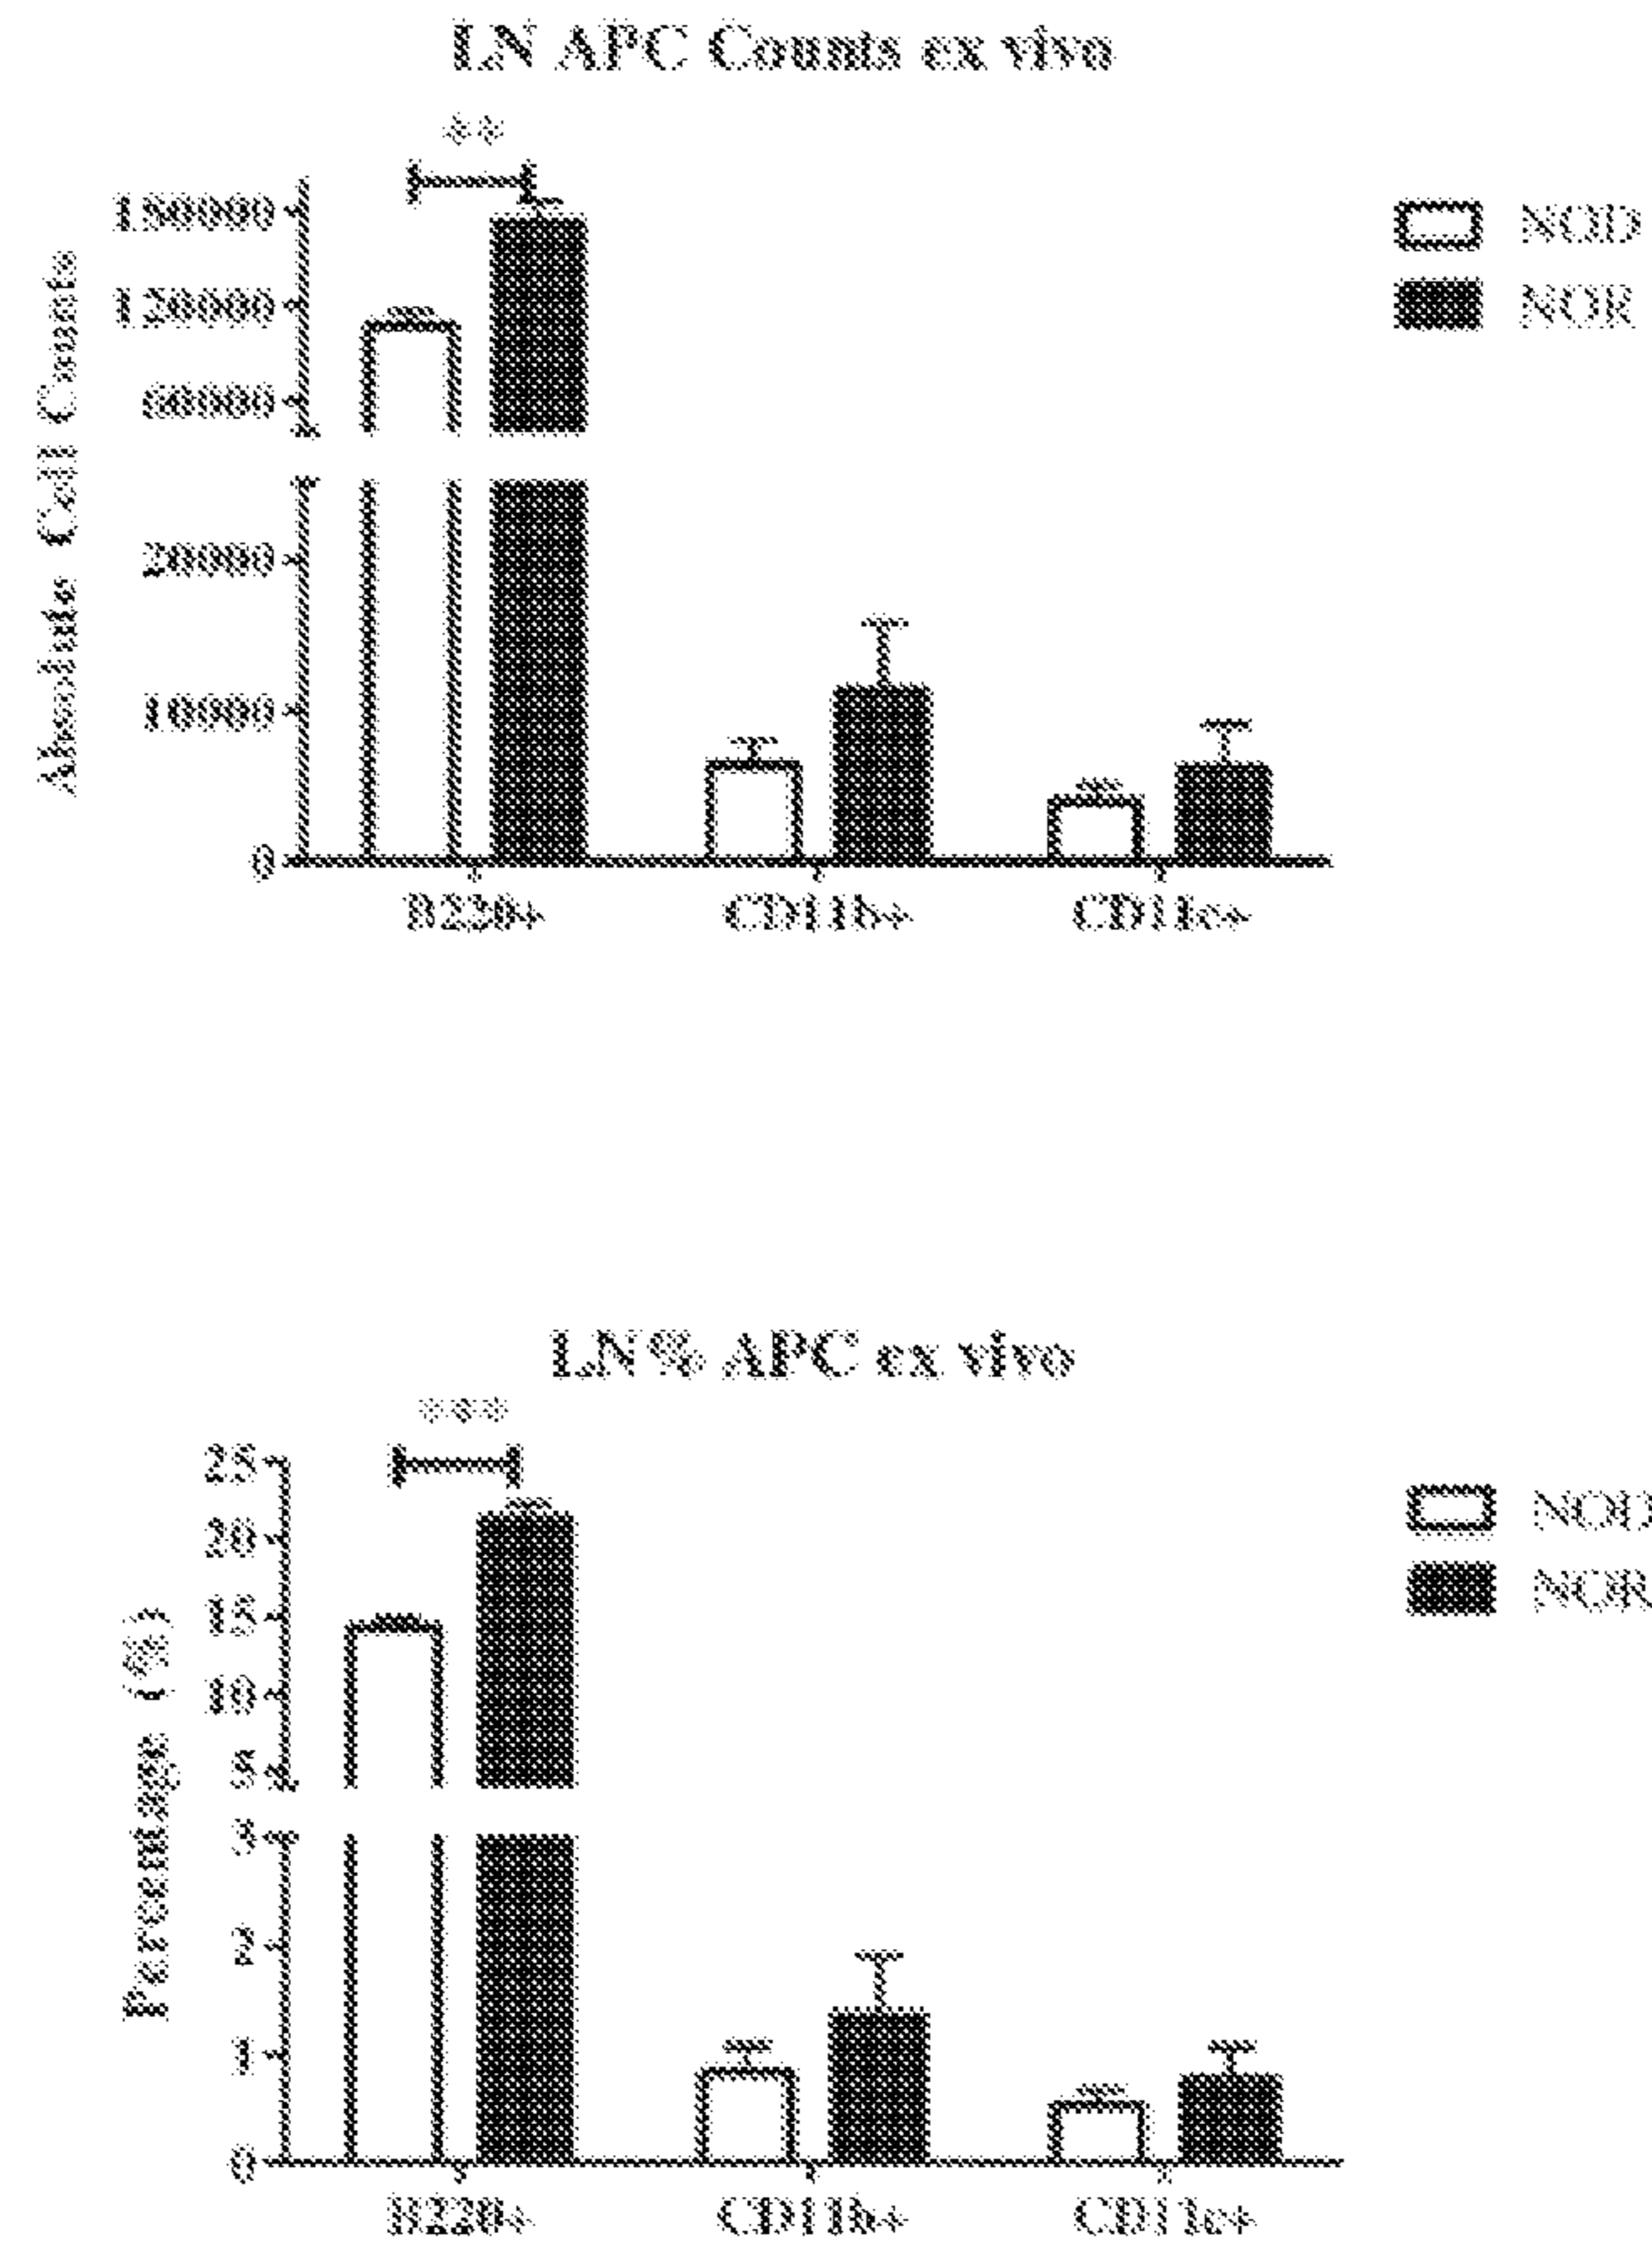 LN APC Counts ex vivo
**
Absolute Cell Counts
180000
120000
60000
20000
10000
0
B220+
CD11b+
CD11c+
NOD
NOR
LN% APC ex vivo
***
Percentage (%)
25
20
15
10
5
3
2
1
0
B220+
CD11b+
CD11c+
NOD
NOR